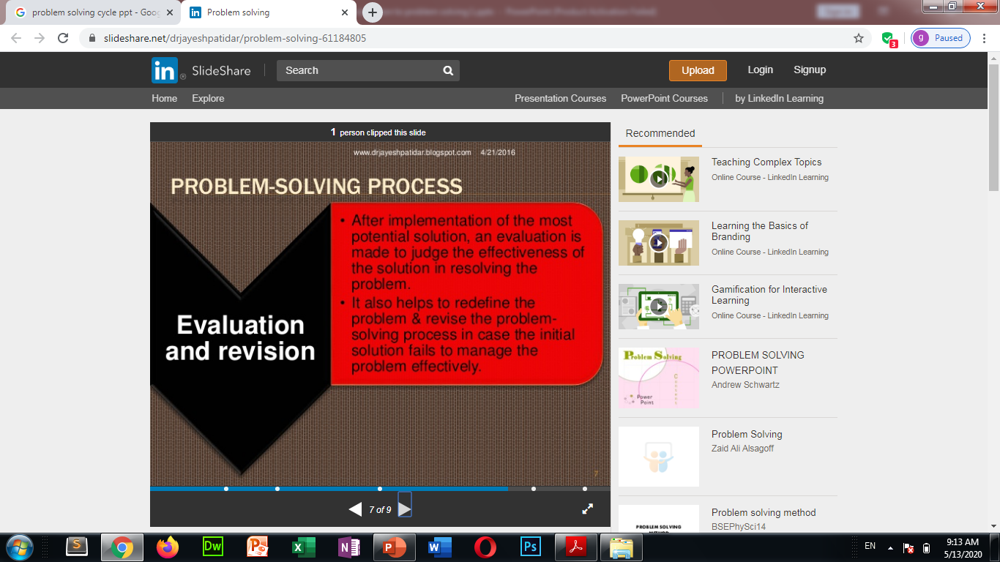 problem solving cycle ppt - Goo
Problem solving
slideshare.net/drjayeshpatidar/problem-solving-61184805
3
g Paused
in ® SlideShare
Search
Upload
Login
Signup
Home Explore
Presentation Courses PowerPoint Courses by LinkedIn Learning
1 person clipped this slide
www.drjayeshpatidar.blogspot.com 4/21/2016
PROBLEM-SOLVING PROCESS
Evaluation
and revision
• After implementation of the most
potential solution, an evaluation is
made to judge the effectiveness of
the solution in resolving the
problem.
• It also helps to redefine the
problem & revise the problem-
solving process in case the initial
solution fails to manage the
problem effectively.
7
7 of 9
Recommended
Teaching Complex Topics
Online Course - LinkedIn Learning
Learning the Basics of
Branding
Online Course - LinkedIn Learning
Gamification for Interactive
Learning
Online Course - LinkedIn Learning
Problem Solving
Power
Point
PROBLEM SOLVING
POWERPOINT
Andrew Schwartz
Problem Solving
Zaid Ali Alsagoff
PROBLEM SOLVING
Problem solving method
BSEPhySci14
S
Dw
P
X
N
P
W
Ps
EN
9:13 AM
5/13/2020